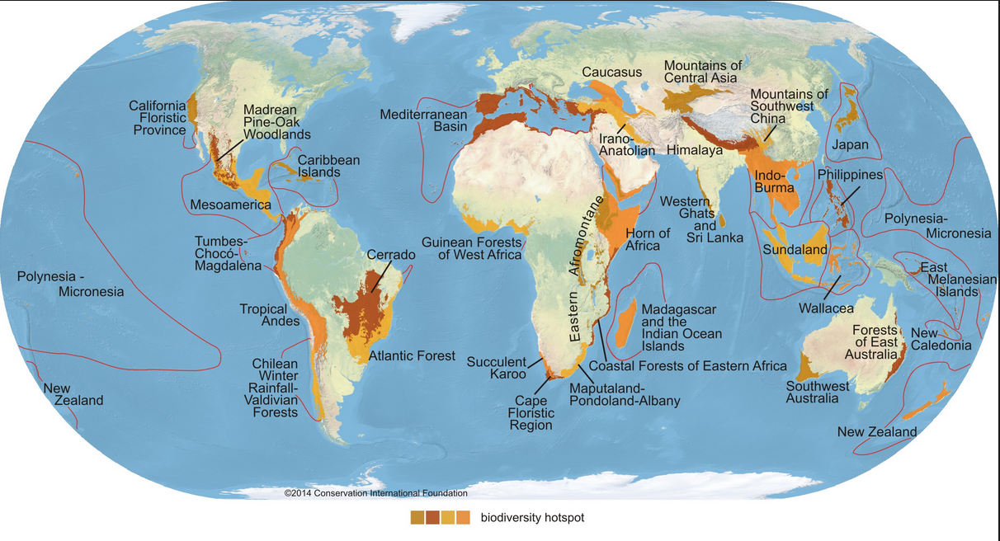 Caucasus
Mountains of
Central Asia
Mountains of
Southwest
China
California
Floristic
Province
Madrean
Pine-Oak
Woodlands
Mediterranean
Basin
Irano-
Anatolian
Himalaya
Japan
Caribbean
Islands
Mesoamerica
Indo-
Burma
Philippines
Western
Ghats
and
Sri Lanka
Polynesia-
Micronesia
Tumbes-
Chocó-
Magdalena
Cerrado
Guinean Forests
of West Africa
Eastern Afromontane
Horn of
Africa
Sundaland
East
Melanesian
Islands
Polynesia -
Micronesia
Tropical
Andes
Wallacea
Madagascar
and the
Indian Ocean
Islands
Forests
of East
Australia
New
Caledonia
Atlantic Forest
Chilean
Winter
Rainfall-
Valdivian
Forests
Succulent
Karoo
Coastal Forests of Eastern Africa
Maputaland-
Pondoland-Albany
Cape
Floristic
Region
Southwest
Australia
New
Zealand
New Zealand
©2014 Conservation International Foundation
biodiversity hotspot